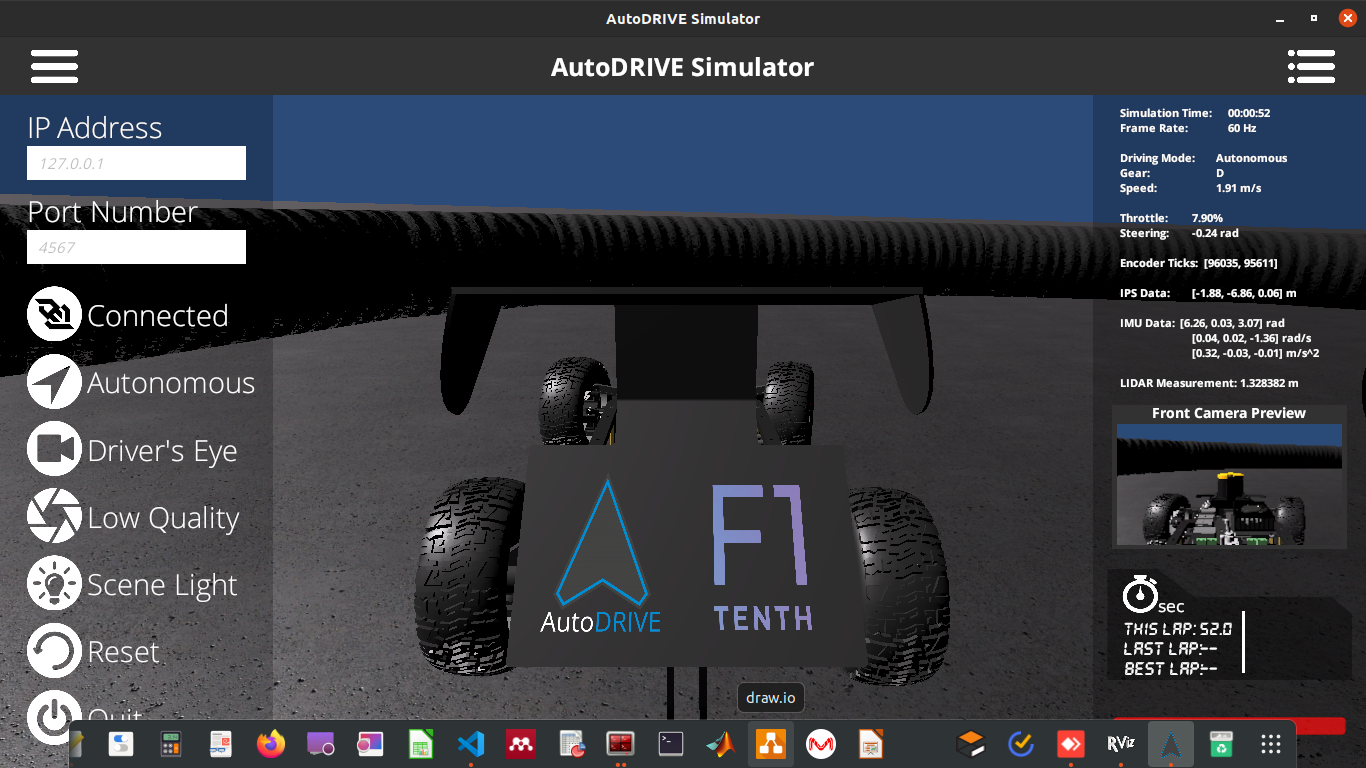 AutoDRIVE Simulator
AutoDRIVE Simulator
IP Address
127.0.0.1
Port Number
4567
Connected
Autonomous
Driver's Eye
Low Quality
Scene Light
Reset
Quit
Simulation Time: 00:00:52
Frame Rate: 60 Hz
Driving Mode: Autonomous
Gear: D
Speed: 1.91 m/s
Throttle: 7.90%
Steering: -0.24 rad
Encoder Ticks: [96035, 95611]
IPS Data: [-1.88, -6.86, 0.06] m
IMU Data: [6.26, 0.03, 3.07] rad
[0.04, 0.02, -1.36] rad/s
[0.32, -0.03, -0.01] m/s^2
LIDAR Measurement: 1.328382 m
Front Camera Preview
sec
THIS LAP: 52.0
LAST LAP:--
BEST LAP:--
AutoDRIVE
F1
TENTH
draw.io
RViz